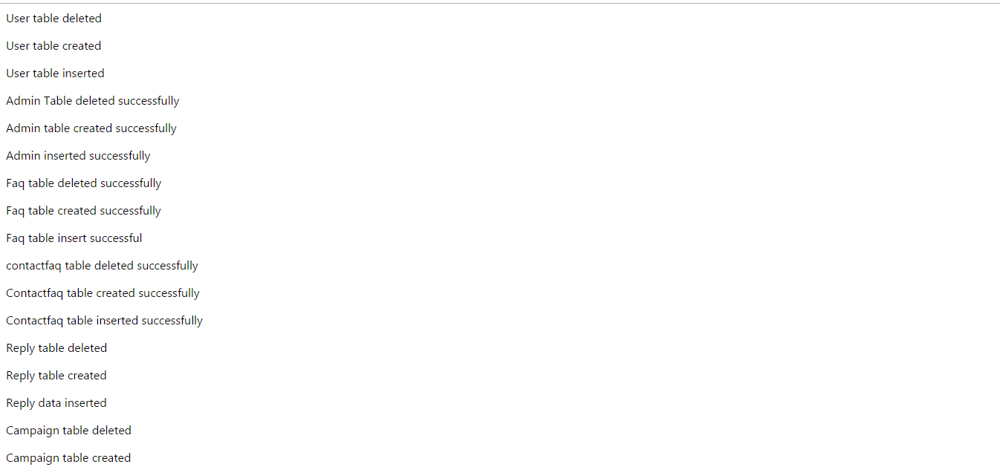 User table deleted
User table created
User table inserted
Admin Table deleted successfully
Admin table created successfully
Admin inserted successfully
Faq table deleted successfully
Faq table created successfully
Faq table insert successful
contactfaq table deleted successfully
Contactfaq table created successfully
Contactfaq table inserted successfully
Reply table deleted
Reply table created
Reply data inserted
Campaign table deleted
Campaign table created